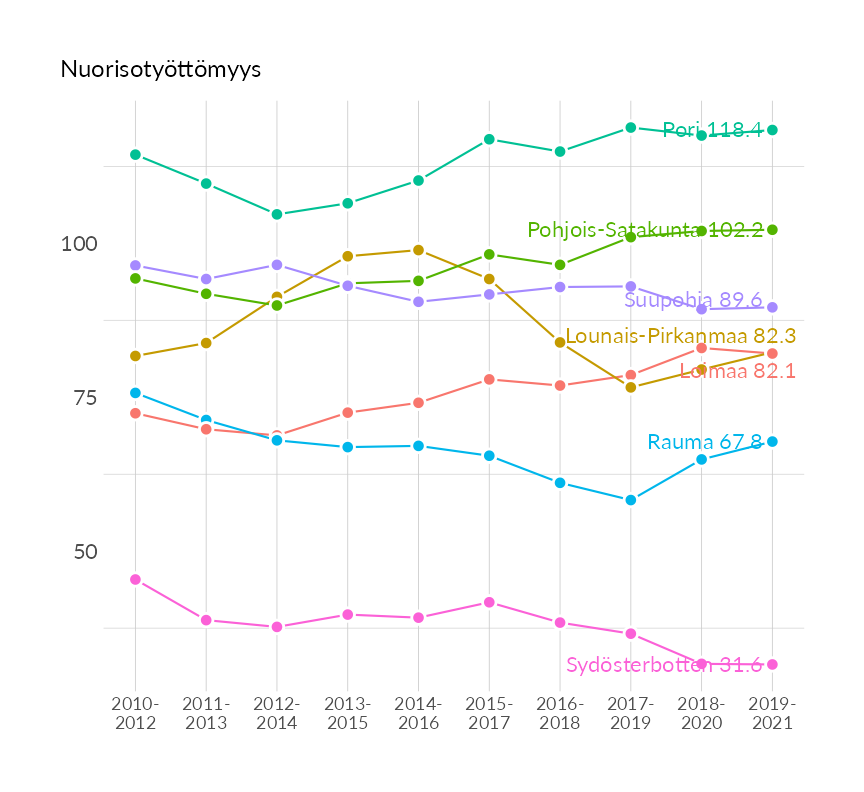 Nuorisotyöttömyys
Pori 118.4
Pohjois-Satakunta 102.2
100
Suupohja 89.6
Lounais-Pirkanmaa 82.3
Loimaa 82.1
75
Rauma 67.8
50
Sydösterbotten 31.6
2010-2012
2011-2013
2012-2014
2013-2015
2014-2016
2015-2017
2016-2018
2017-2019
2018-2020
2019-2021